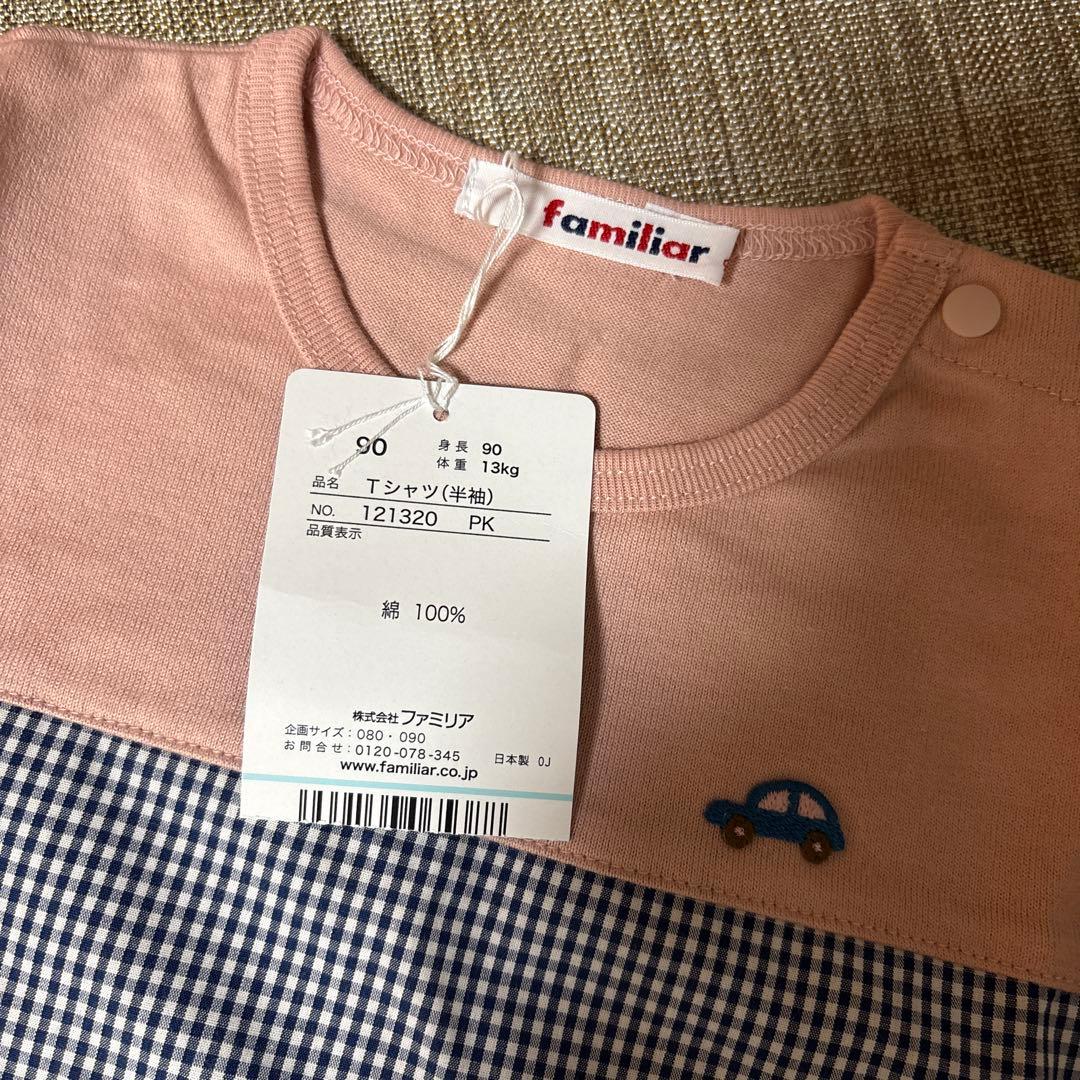 familiar
90
身長 90
体重 13kg
品名 Tシャツ(半袖)
NO. 121320 PK
品質表示
綿 100%
株式会社ファミリア
企画サイズ:080・090
お問合せ:0120-078-345 日本製 0J
www.familiar.co.jp